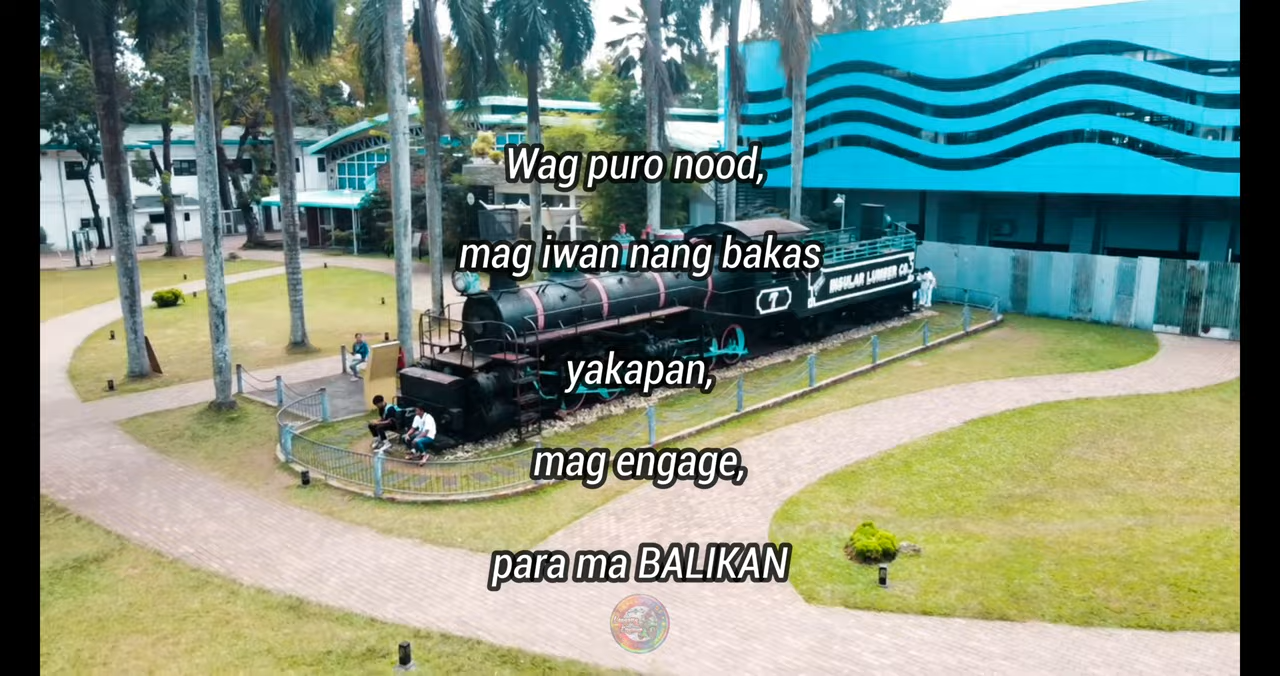 Wag puro nood,
mag iwan nang bakas
yakapan,
mag engage,
para ma BALIKAN
7
INSULAR LUMBER CO.